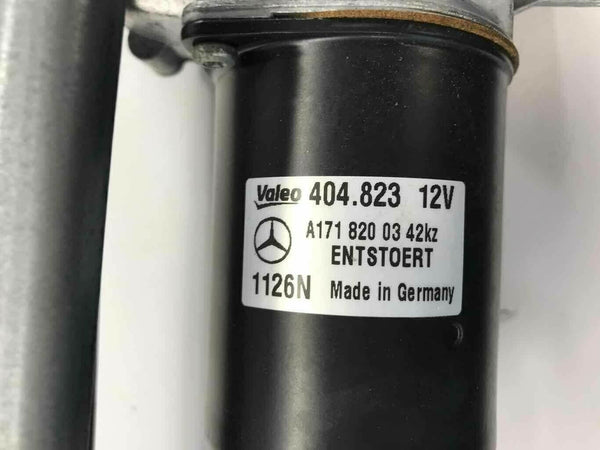 Valeo 404.823 12V
A171 820 03 42kz
ENTSTOERT
1126N Made in Germany